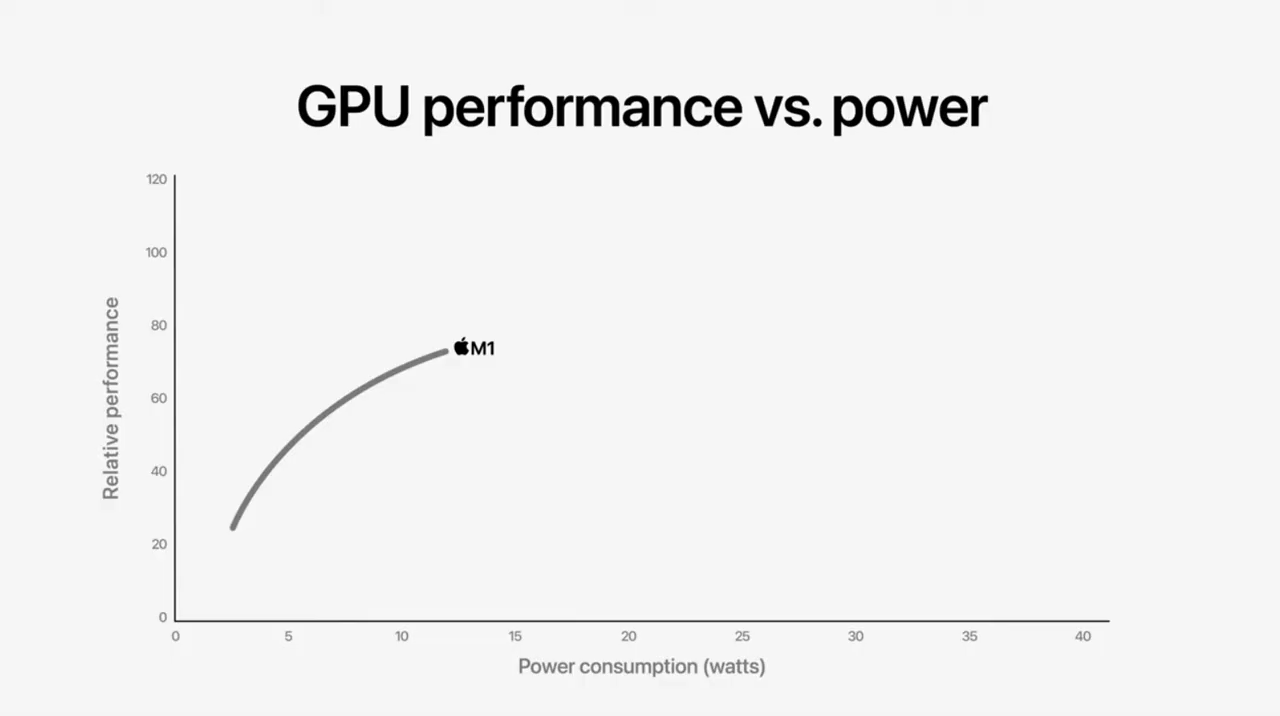 GPU performance vs. power
120
100
80
60
40
20
0
Relative performance
M1
0 5 10 15 20 25 30 35 40
Power consumption (watts)